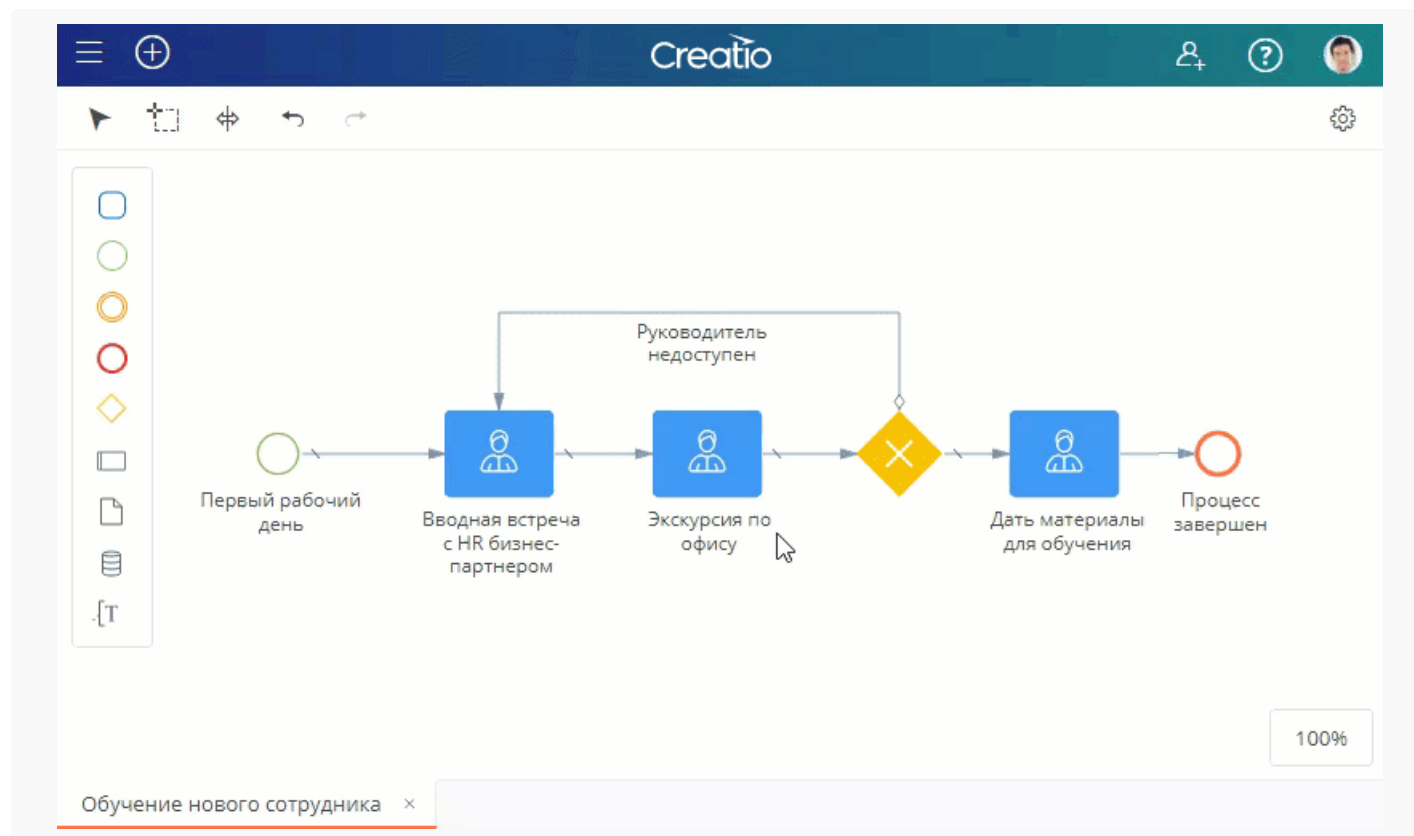 Creatio
Руководитель
недоступен
Первый рабочий
день
Вводная встреча
с HR бизнес-
партнером
Экскурсия по
офису
Дать материалы
для обучения
Процесс
завершен
{T
100%
Обучение нового сотрудника ×